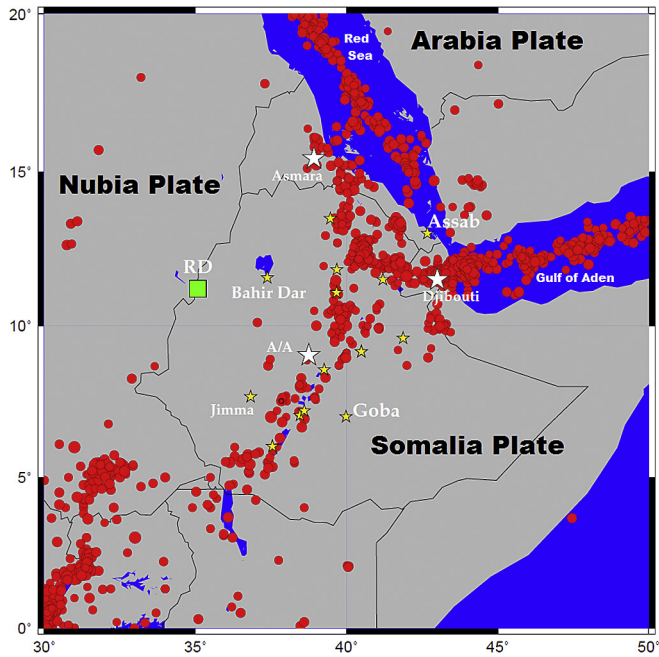 20°
Arabia Plate
Red
Sea
15°
Asmara
Nubia Plate
Assab
RD
Bahir Dar
Gulf of Aden
Djibouti
10°
A/A
Jimma
Goba
Somalia Plate
5°
0°
30°
35°
40°
45°
50°